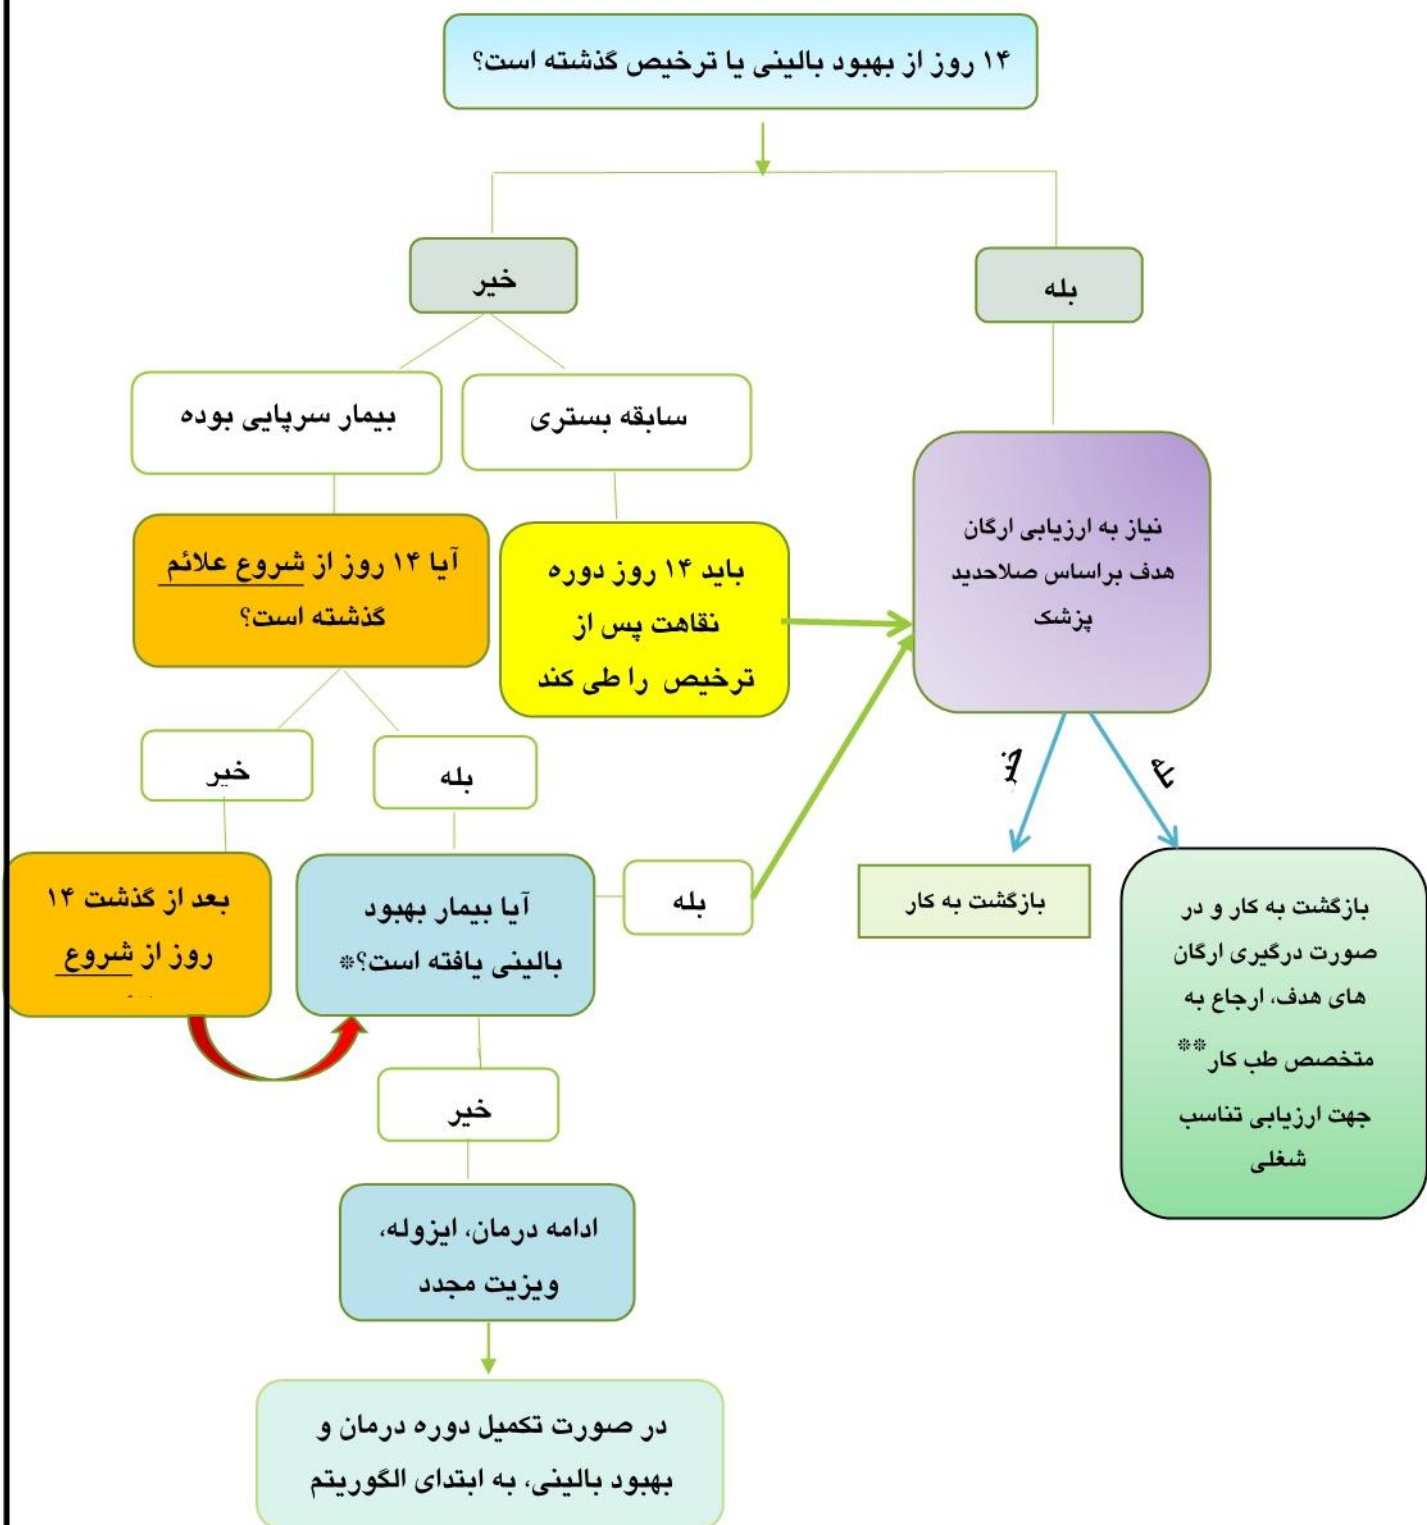 ۱۴ روز از بهبود بالینی یا ترخیص گذشته است؟
بله
خیر
سابقه بستری
بیمار سرپایی بوده
نیاز به ارزیابی ارگان
هدف براساس صلاحدید
پزشک
باید ۱۴ روز دوره
نقاهت پس از
ترخیص را طی کند
آیا ۱۴ روز از شروع علائم
گذشته است؟
بله
خیر
بله
خیر
بازگشت به کار و در
صورت درگیری ارگان
های هدف، ارجاع به
متخصص طب کار**
جهت ارزیابی تناسب
شغلی
بازگشت به کار
بله
آیا بیمار بهبود
بالینی یافته است؟*
بعد از گذشت ۱۴
روز از شروع
خیر
ادامه درمان، ایزوله،
ویزیت مجدد
در صورت تکمیل دوره درمان و
بهبود بالینی، به ابتدای الگوریتم